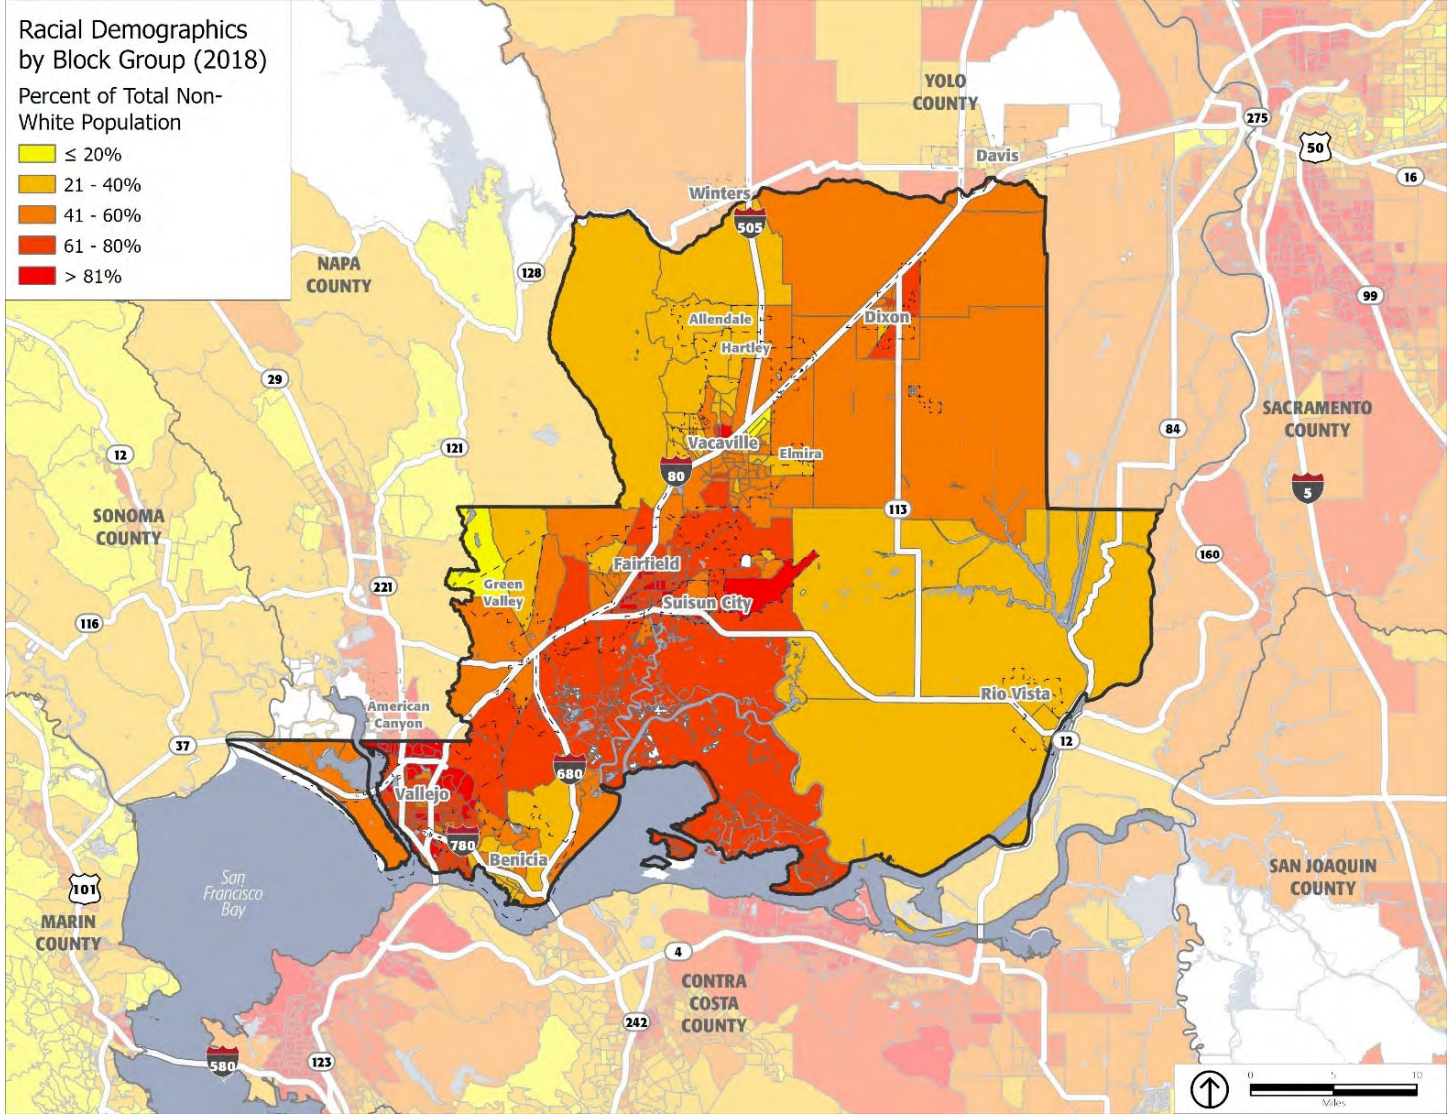 Racial Demographics
by Block Group (2018)
Percent of Total Non-
White Population
≤ 20%
21 - 40%
41 - 60%
61 - 80%
> 81%
YOLO
COUNTY
275
50
Davis
16
Winters
505
NAPA
COUNTY
128
99
Allendale
Dixon
Hartley
29
SACRAMENTO
COUNTY
84
12
121
Vacaville
Elmira
80
5
113
SONOMA
COUNTY
160
Fairfield
221
Green
Valley
Suisun City
116
Rio Vista
American
Canyon
37
12
680
Vallejo
780
Benicia
San
Francisco
Bay
101
SAN JOAQUIN
COUNTY
MARIN
COUNTY
4
CONTRA
COSTA
COUNTY
242
580
123
0
5
10
Miles